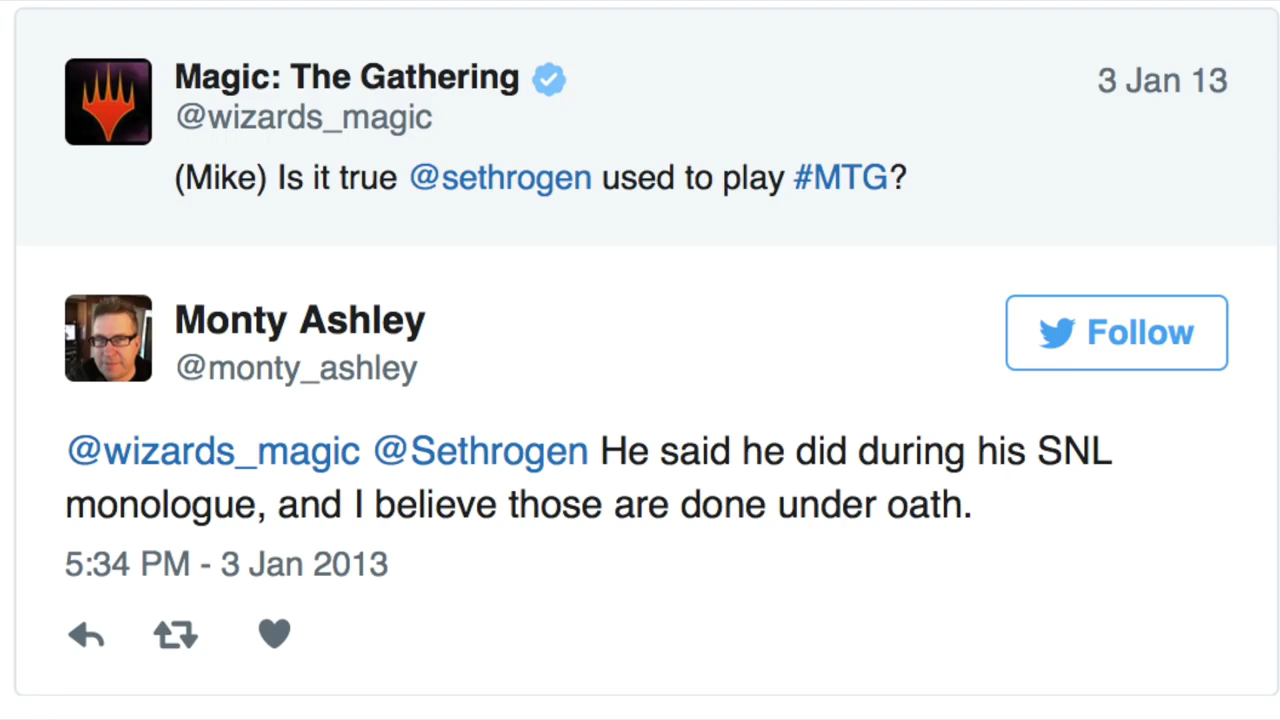 Magic: The Gathering
3 Jan 13
@wizards_magic
(Mike) Is it true @sethrogen used to play #MTG?
Monty Ashley
Follow
@monty_ashley
@wizards_magic @Sethrogen He said he did during his SNL
monologue, and I believe those are done under oath.
5:34 PM - 3 Jan 2013